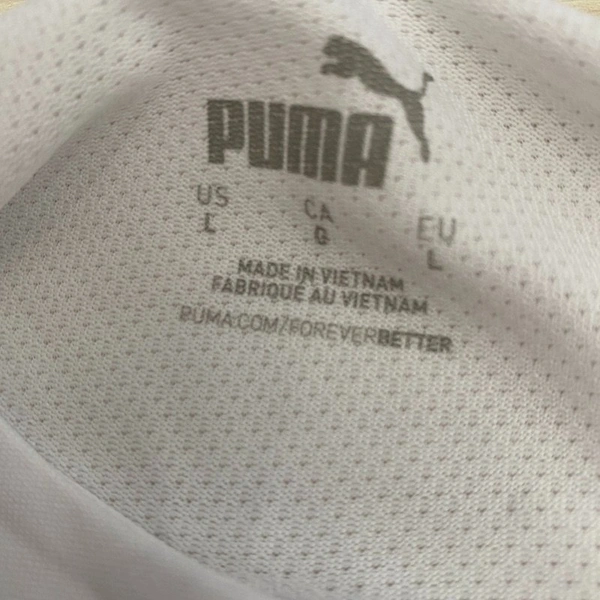 PUMA
US CA EU
L G L
MADE IN VIETNAM
FABRIQUÉ AU VIETNAM
PUMA.COM/FOREVERBETTER